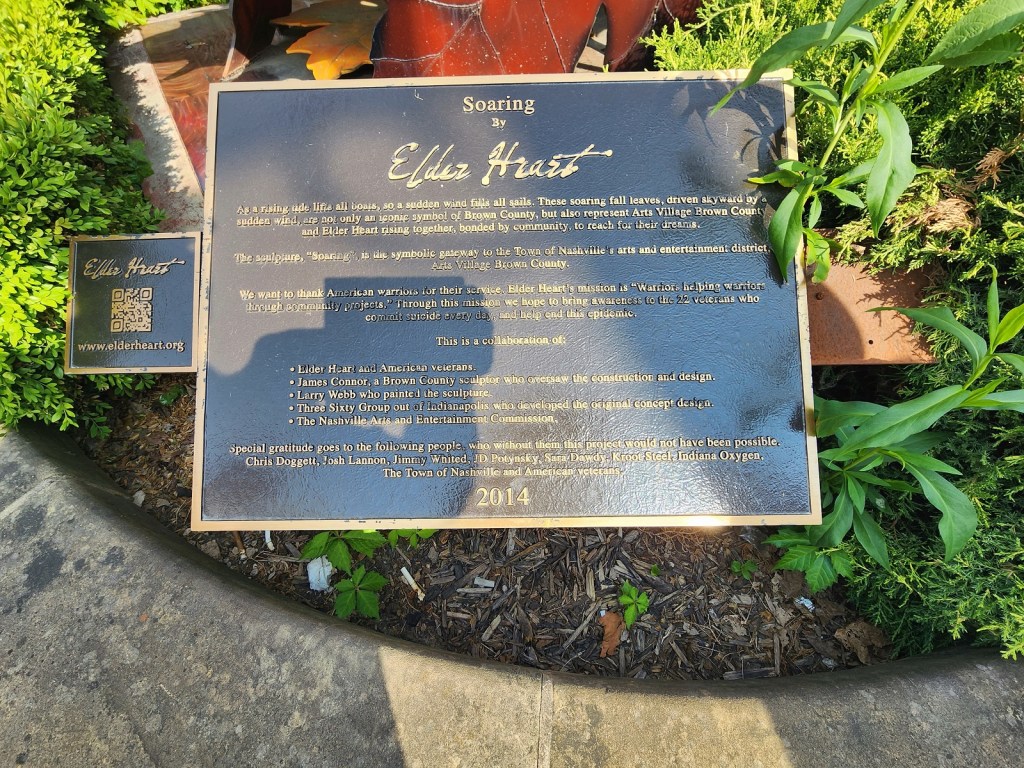 Soaring
By
Elder Heart
As a rising tide lifts all boats, so a sudden wind fills all sails. These soaring fall leaves, driven skyward by a
sudden wind, are not only an iconic symbol of Brown County, but also represent Arts Village Brown County
and Elder Heart rising together, bonded by community, to reach for their dreams.
The sculpture, "Soaring", is the symbolic gateway to the Town of Nashville's arts and entertainment district,
Arts Village Brown County.
We want to thank American warriors for their service. Elder Heart's mission is "Warriors helping warriors
through community projects." Through this mission we hope to bring awareness to the 22 veterans who
commit suicide every day, and help end this epidemic.
This is a collaboration of:
• Elder Heart and American veterans.
• James Connor, a Brown County sculptor who oversaw the construction and design.
• Larry Webb who painted the sculpture.
• Three Sixty Group out of Indianapolis who developed the original concept design.
• The Nashville Arts and Entertainment Commission.
Special gratitude goes to the following people, who without them this project would not have been possible.
Chris Doggett, Josh Lannon, Jimmy Whited, JD Potynsky, Sara Dawdy, Kroot Steel, Indiana Oxygen,
The Town of Nashville and American veterans.
2014
Elder Heart
www.elderheart.org